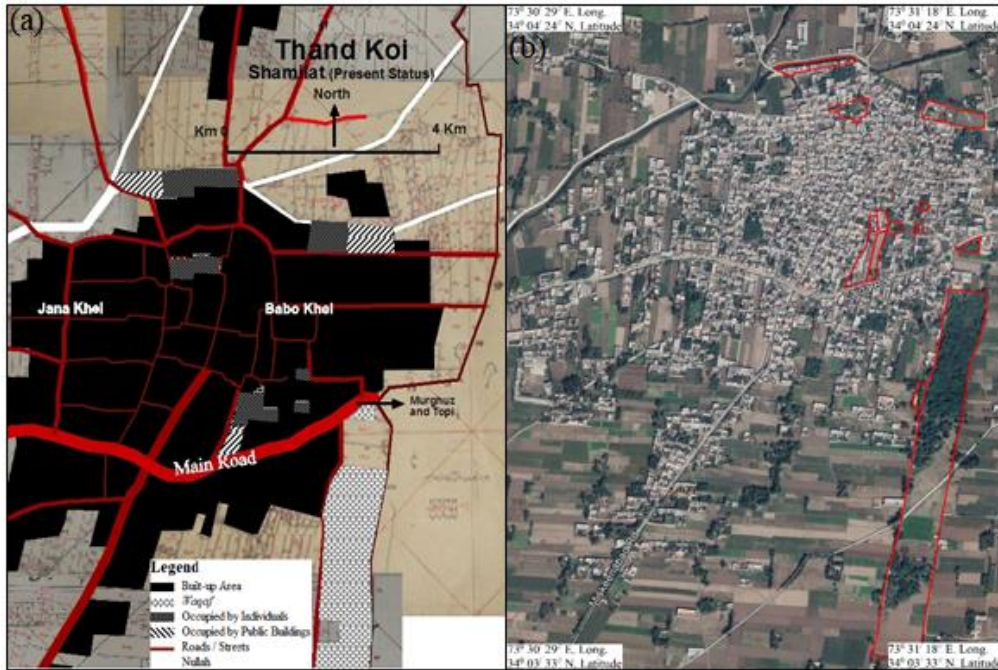 (a)
Thand Koi
Shamilat (Present Status)
North
Km 0
4 Km
Jana Khel
Babo Khel
Murghuz
and Topi
Main Road
Legend
Built-up Area
Waqaf
Occupied by Individuals
Occupied by Public Buildings
Roads / Streets
Nullah
(b)
73° 30' 29" E. Long.
34° 04' 24" N. Latitude
73° 31' 18" E. Long.
34° 04' 24" N. Latitude
73° 30' 29" E. Long.
34° 03' 33" N. Latitude
73° 31' 18" E. Long.
34° 03' 33" N. Latitude